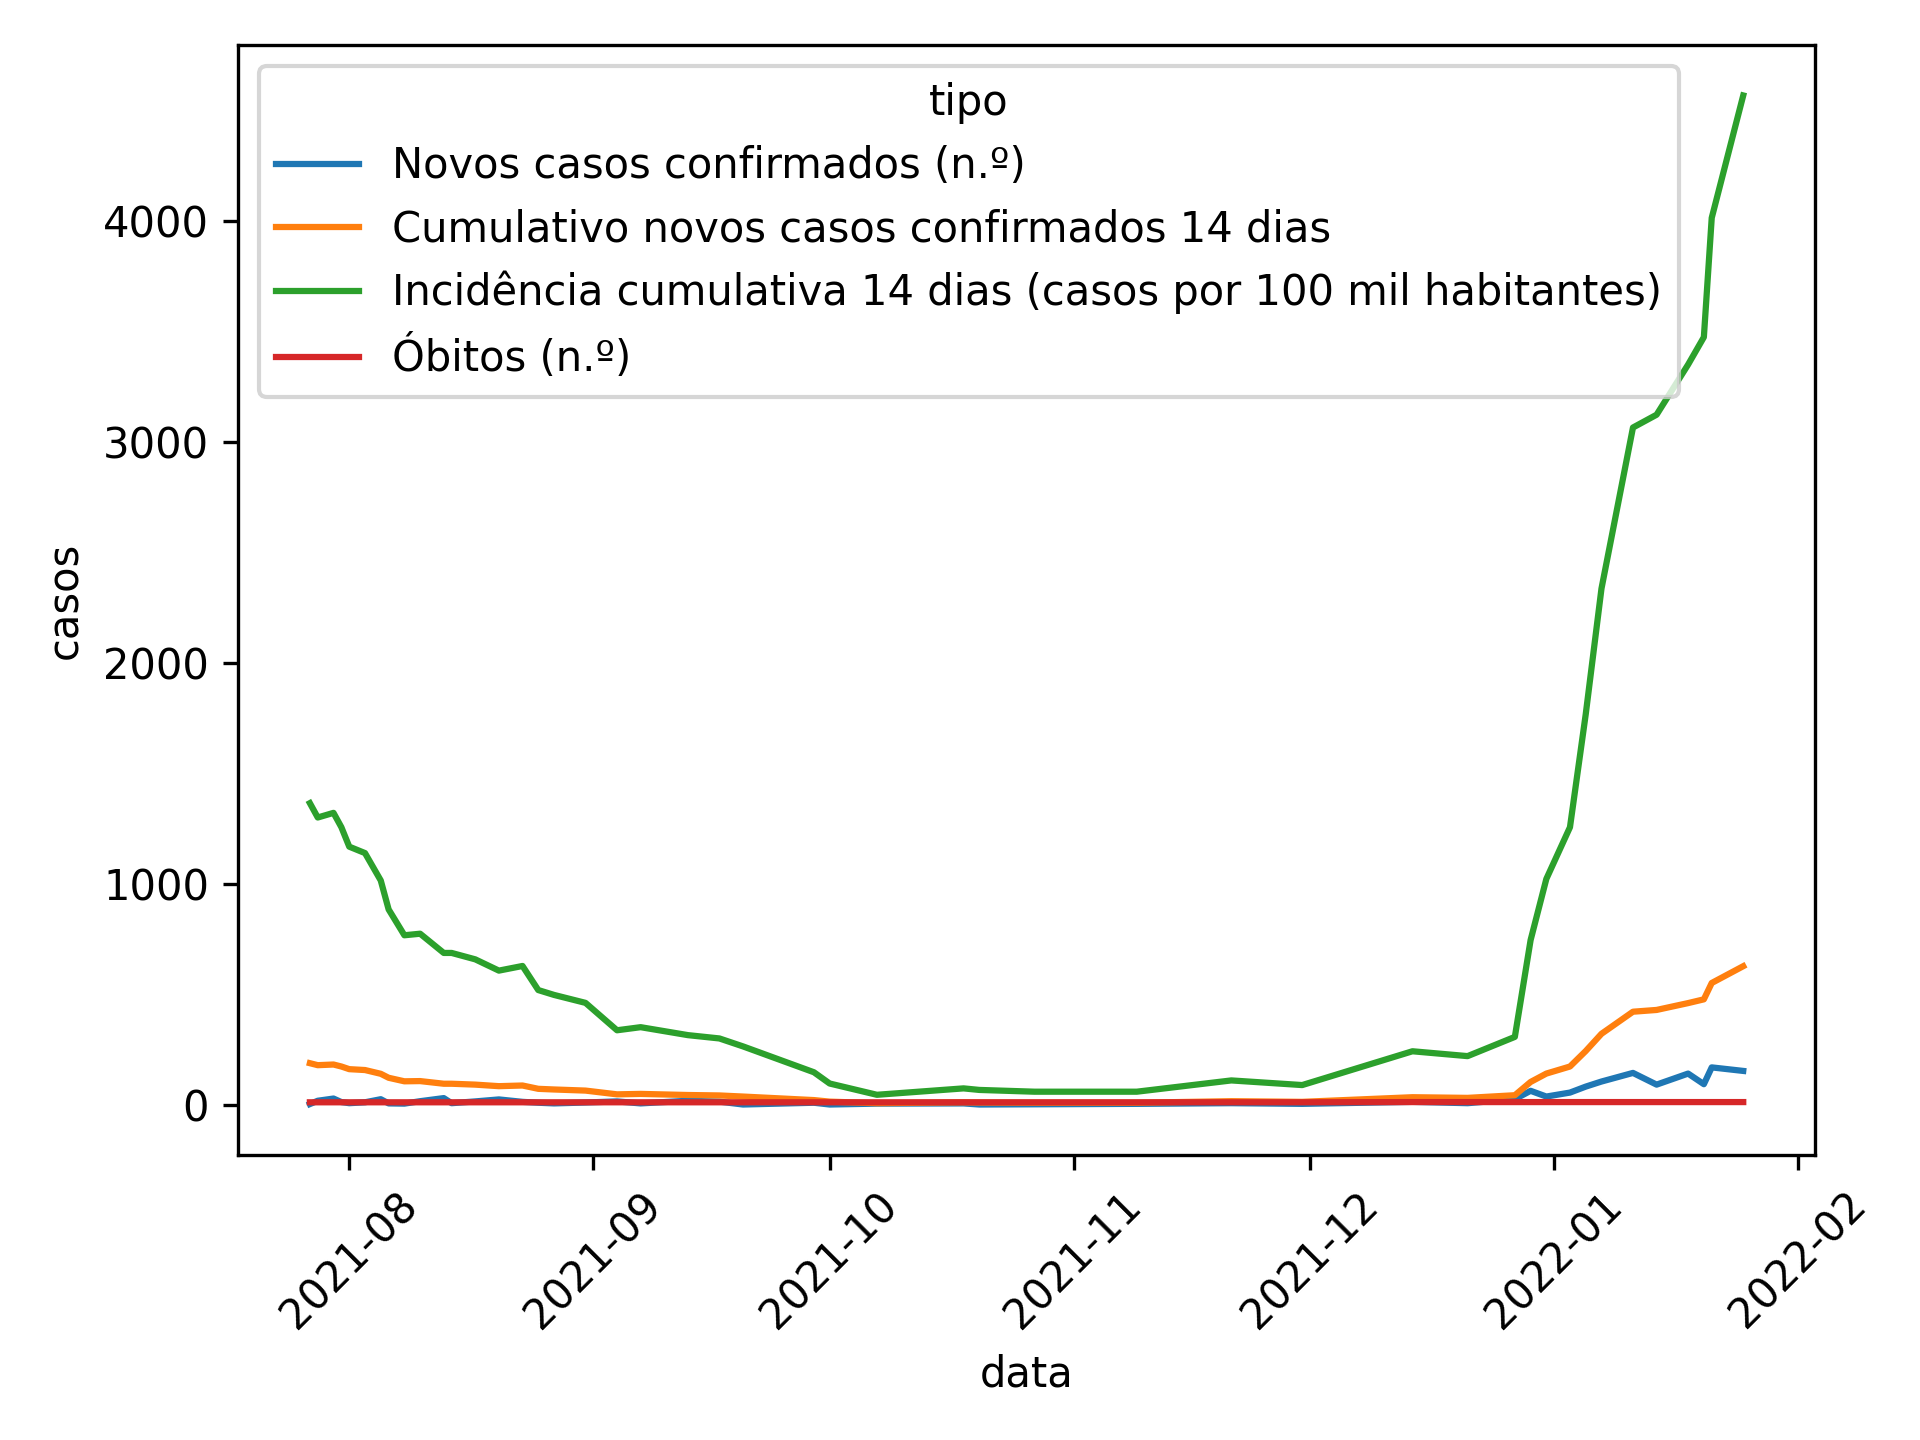 tipo
Novos casos confirmados (n.º)
Cumulativo novos casos confirmados 14 dias
Incidência cumulativa 14 dias (casos por 100 mil habitantes)
Óbitos (n.º)
4000
3000
2000
1000
0
casos
2021-08
2021-09
2021-10
2021-11
2021-12
2022-01
2022-02
data